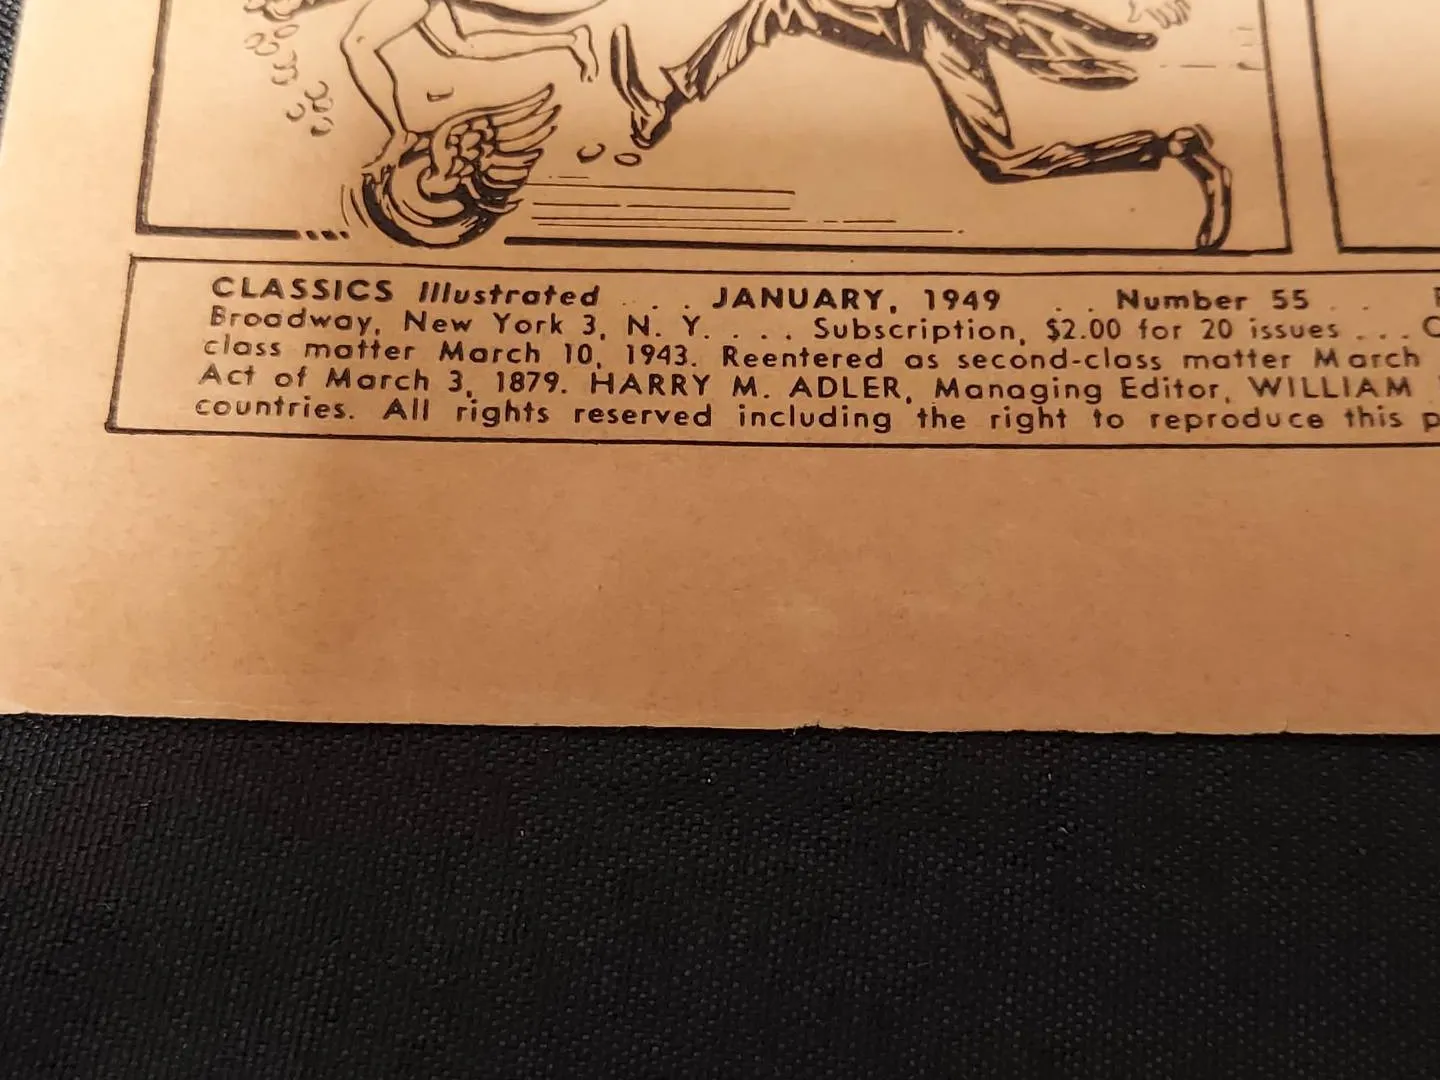 CLASSICS Illustrated . . . JANUARY, 1949 . . Number 55 . .
Broadway, New York 3, N. Y. . . . . Subscription, $2.00 for 20 issues . . .
class matter March 10, 1943. Reentered as second-class matter March
Act of March 3, 1879. HARRY M. ADLER, Managing Editor, WILLIAM
countries. All rights reserved including the right to reproduce this